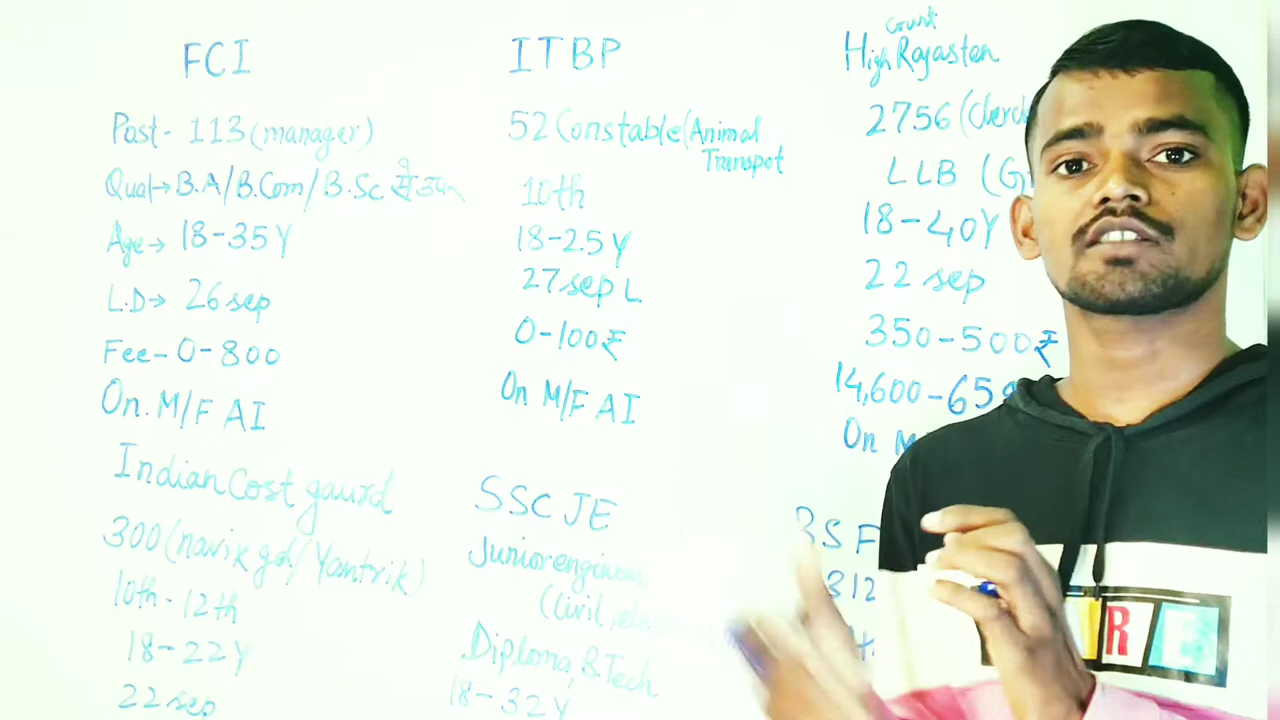 FCI
Post- 113 (manager)
Qual→ B.A/B.Com/B.Sc से
Age→ 18-35Y
L.D→ 26 sep
Fee- 0-800
On. M/F AI
ITBP
52 Constable (Animal
Transpot
10th
18-25Y
27 sep L
0-100₹
On M/F AI
court
High Rajasten
2756
LLB (G
18-40Y
22 sep
350-500₹
14,600-65
On M
Indian Cost gaurd
300 (navik gd/Yantrik)
10th-12th
18-22Y
22 sep
SSC JE
Junior
(Civil,
Diploma, B.Tech
18-32Y
BSF
312